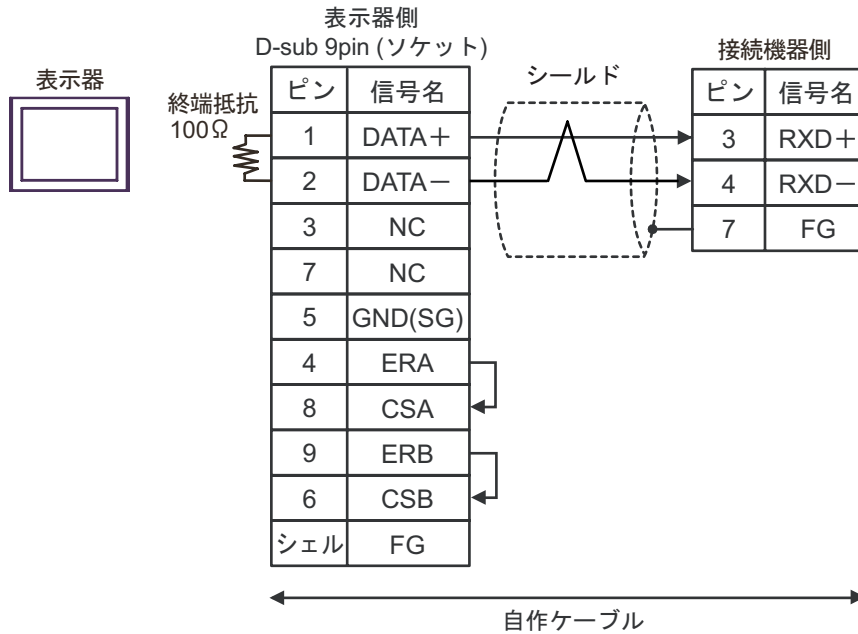 表示器側
D-sub 9pin (ソケット)
表示器
終端抵抗
100Ω
シールド
接続機器側
ピン 信号名
1 DATA＋
2 DATA－
3 NC
7 NC
5 GND(SG)
4 ERA
8 CSA
9 ERB
6 CSB
シェル FG
ピン 信号名
3 RXD＋
4 RXD－
7 FG
自作ケーブル